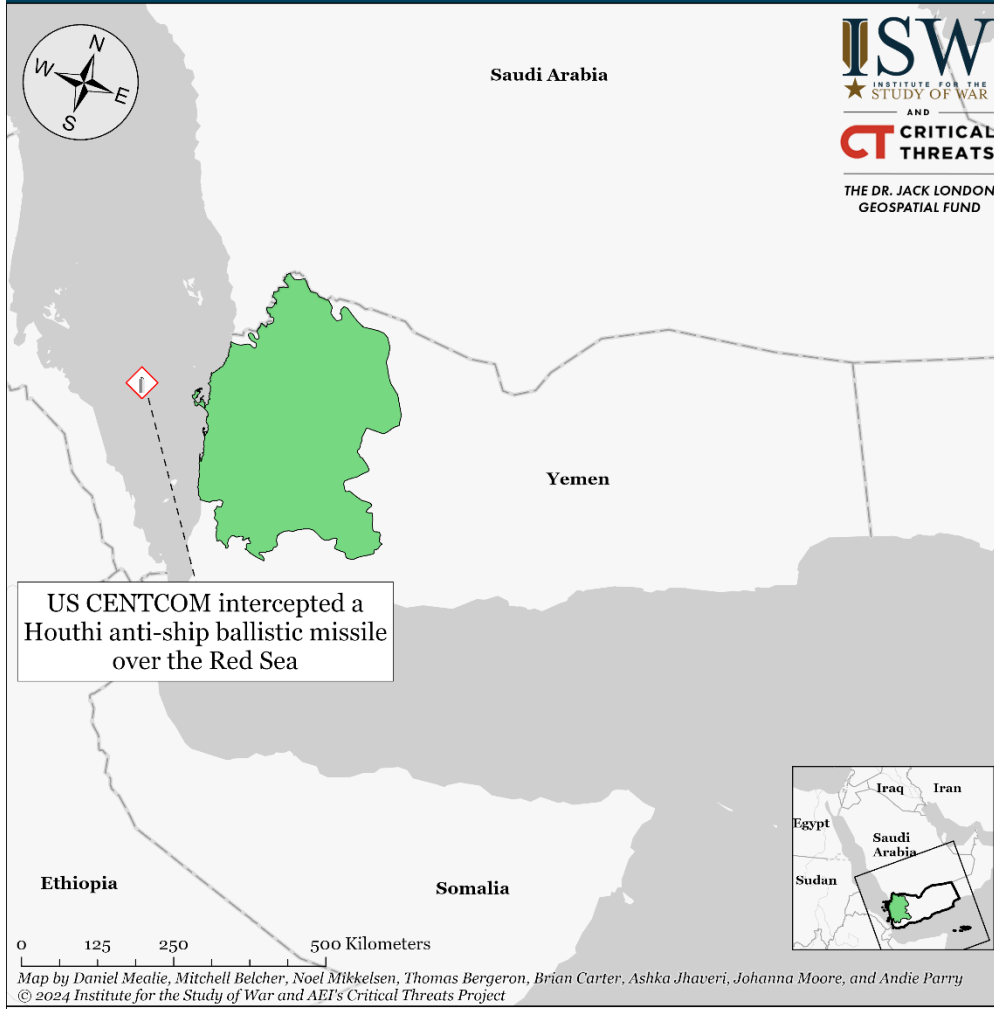 N
W
E
S
Saudi Arabia
ISW
INSTITUTE FOR THE
STUDY OF WAR
AND
CT CRITICAL
THREATS
THE DR. JACK LONDON
GEOSPATIAL FUND
Yemen
US CENTCOM intercepted a
Houthi anti-ship ballistic missile
over the Red Sea
Ethiopia
Somalia
Iraq
Iran
Egypt
Saudi
Arabia
Sudan
0 125 250 500 Kilometers
Map by Daniel Mealie, Mitchell Belcher, Noel Mikkelsen, Thomas Bergeron, Brian Carter, Ashka Jhaveri, Johanna Moore, and Andie Parry
© 2024 Institute for the Study of War and AEI's Critical Threats Project